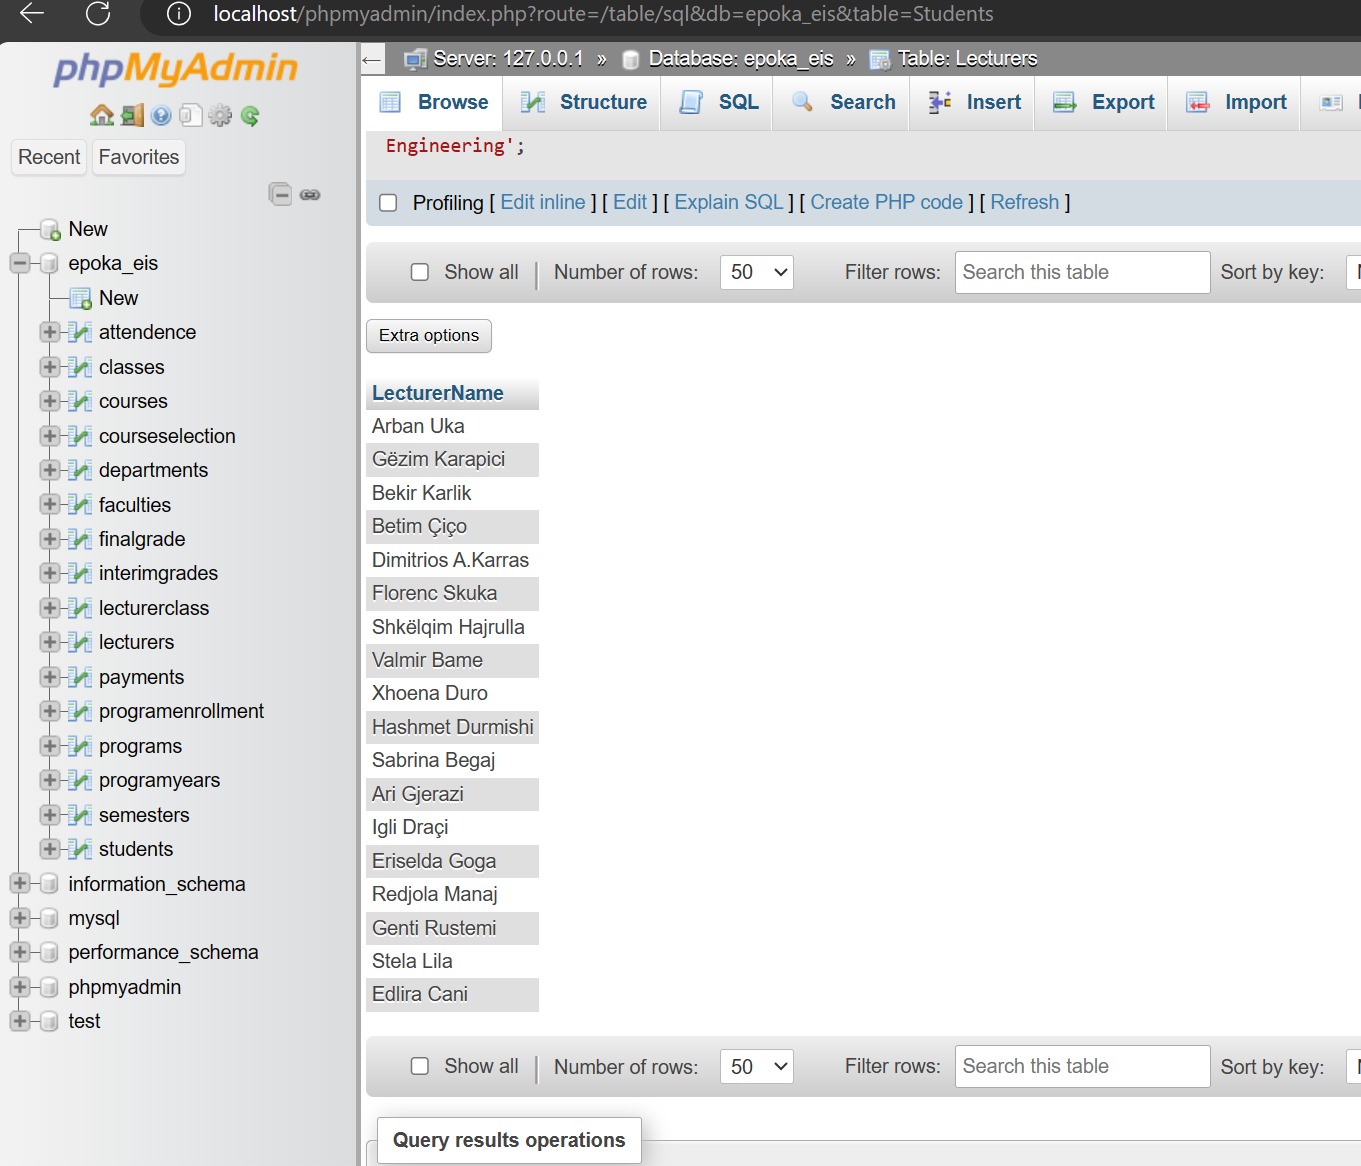 localhost/phpmyadmin/index.php?route=/table/sql&db=epoka_eis&table=Students
phpMyAdmin
Recent Favorites
New
epoka_eis
New
attendence
classes
courses
courseselection
departments
faculties
finalgrade
interimgrades
lecturerclass
lecturers
payments
programenrollment
programs
programyears
semesters
students
information_schema
mysql
performance_schema
phpmyadmin
test
Server: 127.0.0.1 » Database: epoka_eis » Table: Lecturers
Browse Structure SQL Search Insert Export Import
Engineering';
Profiling [ Edit inline ] [ Edit ] [ Explain SQL ] [ Create PHP code ] [ Refresh ]
Show all Number of rows: 50 Filter rows: Search this table Sort by key:
Extra options
LecturerName
Arban Uka
Gëzim Karapici
Bekir Karlik
Betim Çiço
Dimitrios A.Karras
Florenc Skuka
Shkëlqim Hajrulla
Valmir Bame
Xhoena Duro
Hashmet Durmishi
Sabrina Begaj
Ari Gjerazi
Igli Draçi
Eriselda Goga
Redjola Manaj
Genti Rustemi
Stela Lila
Edlira Cani
Show all Number of rows: 50 Filter rows: Search this table Sort by key:
Query results operations